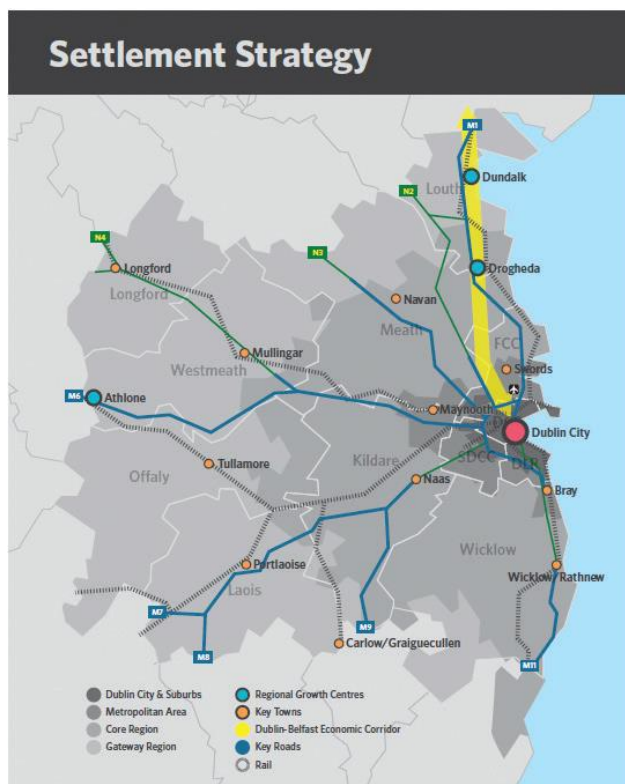 Settlement Strategy
M1
Dundalk
Louth
N2
N4
Longford
Longford
N3
Drogheda
Navan
Meath
FCC
Mullingar
Westmeath
Swords
M6
Athlone
Maynooth
Dublin City
Offaly
Tullamore
Kildare
SDCC
DLR
Naas
Bray
Wicklow
Portlaoise
Wicklow/Rathnew
Laois
M7
M9
M8
Carlow/Graiguecullen
M11
Dublin City & Suburbs
Metropolitan Area
Core Region
Gateway Region
Regional Growth Centres
Key Towns
Dublin-Belfast Economic Corridor
Key Roads
Rail